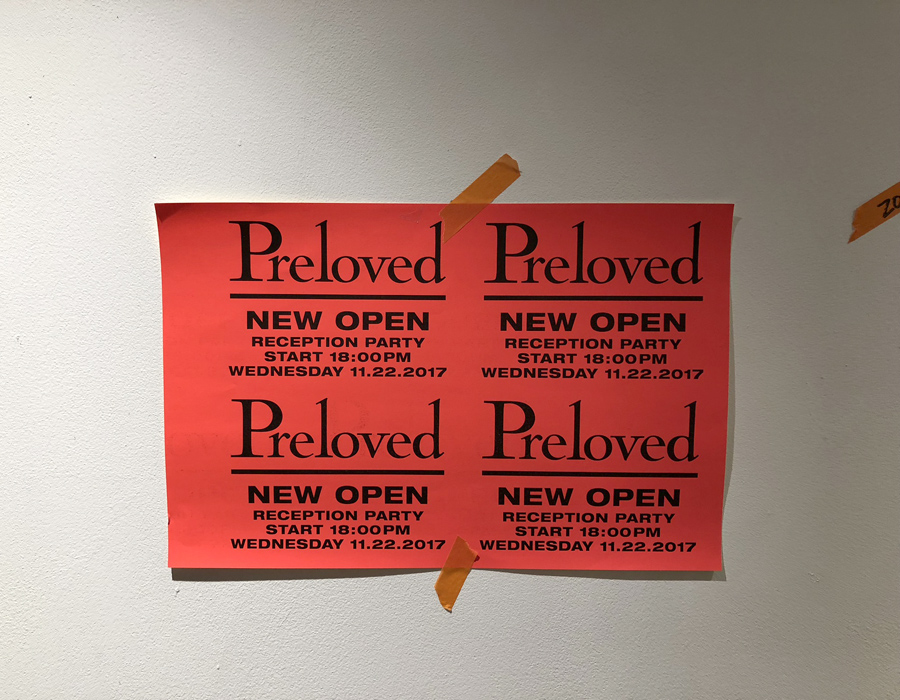 Preloved
NEW OPEN
RECEPTION PARTY
START 18:00PM
WEDNESDAY 11.22.2017
Preloved
NEW OPEN
RECEPTION PARTY
START 18:00PM
WEDNESDAY 11.22.2017
Preloved
NEW OPEN
RECEPTION PARTY
START 18:00PM
WEDNESDAY 11.22.2017
Preloved
NEW OPEN
RECEPTION PARTY
START 18:00PM
WEDNESDAY 11.22.2017